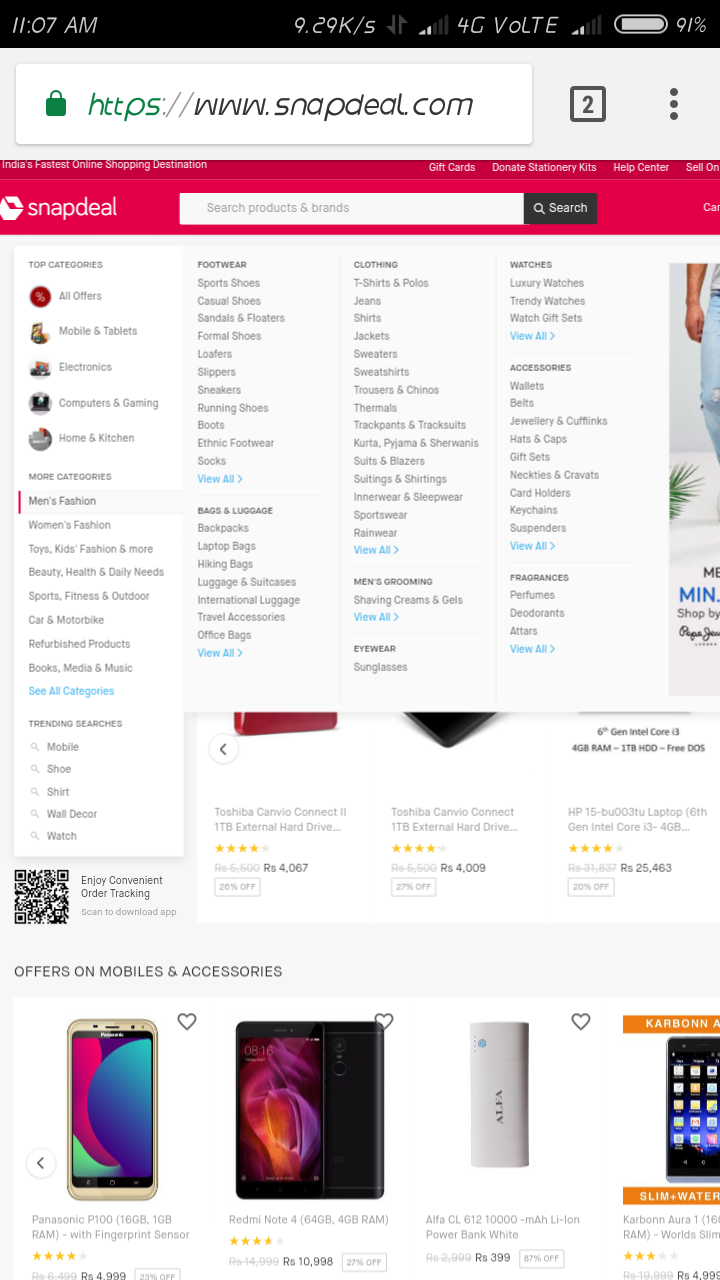 11:07 AM
9.29K/s
4G VoLTE
91%
https://www.snapdeal.com
2
India's Fastest Online Shopping Destination
Gift Cards
Donate Stationery Kits
Help Center
Sell On
snapdeal
Search products & brands
Search
Car
TOP CATEGORIES
All Offers
Mobile & Tablets
Electronics
Computers & Gaming
Home & Kitchen
MORE CATEGORIES
Men's Fashion
Women's Fashion
Toys, Kids' Fashion & more
Beauty, Health & Daily Needs
Sports, Fitness & Outdoor
Car & Motorbike
Refurbished Products
Books, Media & Music
See All Categories
TRENDING SEARCHES
Mobile
Shoe
Shirt
Wall Decor
Watch
FOOTWEAR
Sports Shoes
Casual Shoes
Sandals & Floaters
Formal Shoes
Loafers
Slippers
Sneakers
Running Shoes
Boots
Ethnic Footwear
Socks
View All >
BAGS & LUGGAGE
Backpacks
Laptop Bags
Hiking Bags
Luggage & Suitcases
International Luggage
Travel Accessories
Office Bags
View All >
CLOTHING
T-Shirts & Polos
Jeans
Shirts
Jackets
Sweaters
Sweatshirts
Trousers & Chinos
Thermals
Trackpants & Tracksuits
Kurta, Pyjama & Sherwanis
Suits & Blazers
Suitings & Shirtings
Innerwear & Sleepwear
Sportswear
Rainwear
View All >
MEN'S GROOMING
Shaving Creams & Gels
View All >
EYEWEAR
Sunglasses
WATCHES
Luxury Watches
Trendy Watches
Watch Gift Sets
View All >
ACCESSORIES
Wallets
Belts
Jewellery & Cufflinks
Hats & Caps
Gift Sets
Neckties & Cravats
Card Holders
Keychains
Suspenders
View All >
FRAGRANCES
Perfumes
Deodorants
Attars
View All >
ME
MIN.
Shop by
Pepe Jea
LONDON
6th Gen Intel Core i3
4GB RAM – 1TB HDD – Free DOS
Toshiba Canvio Connect II
1TB External Hard Drive...
Rs 5,500 Rs 4,067
26% OFF
Toshiba Canvio Connect
1TB External Hard Drive...
Rs 5,500 Rs 4,009
27% OFF
HP 15-bu003tu Laptop (6th
Gen Intel Core i3- 4GB...
Rs 31,837 Rs 25,463
20% OFF
Enjoy Convenient
Order Tracking
Scan to download app
OFFERS ON MOBILES & ACCESSORIES
Panasonic
08:16
ALFA
KARBONN A
SLIM+WATER
Panasonic P100 (16GB, 1GB
RAM) - with Fingerprint Sensor
Rs 6,499 Rs 4,999 23% OFF
Redmi Note 4 (64GB, 4GB RAM)
Rs 14,999 Rs 10,998 27% OFF
Alfa CL 612 10000 -mAh Li-Ion
Power Bank White
Rs 2,999 Rs 399 87% OFF
Karbonn Aura 1 (16G
RAM) - Worlds Slim
Rs 19,999 Rs 4,999